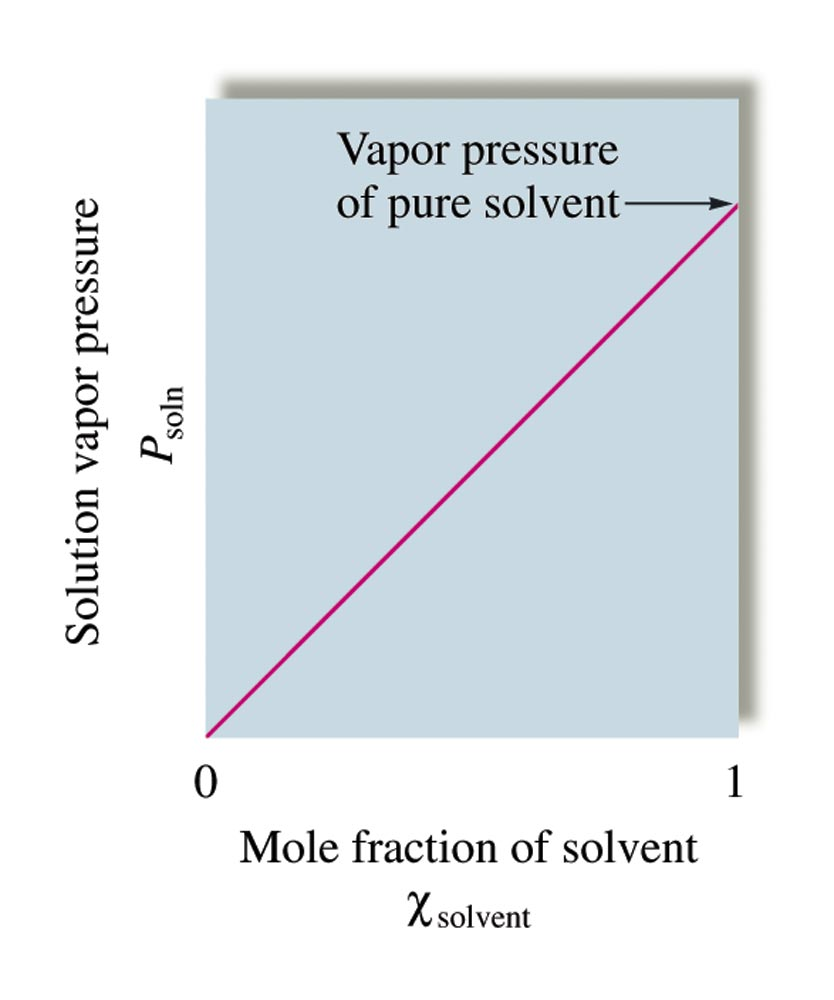 Vapor pressure
of pure solvent
Solution vapor pressure
Psoln
0
1
Mole fraction of solvent
χsolvent